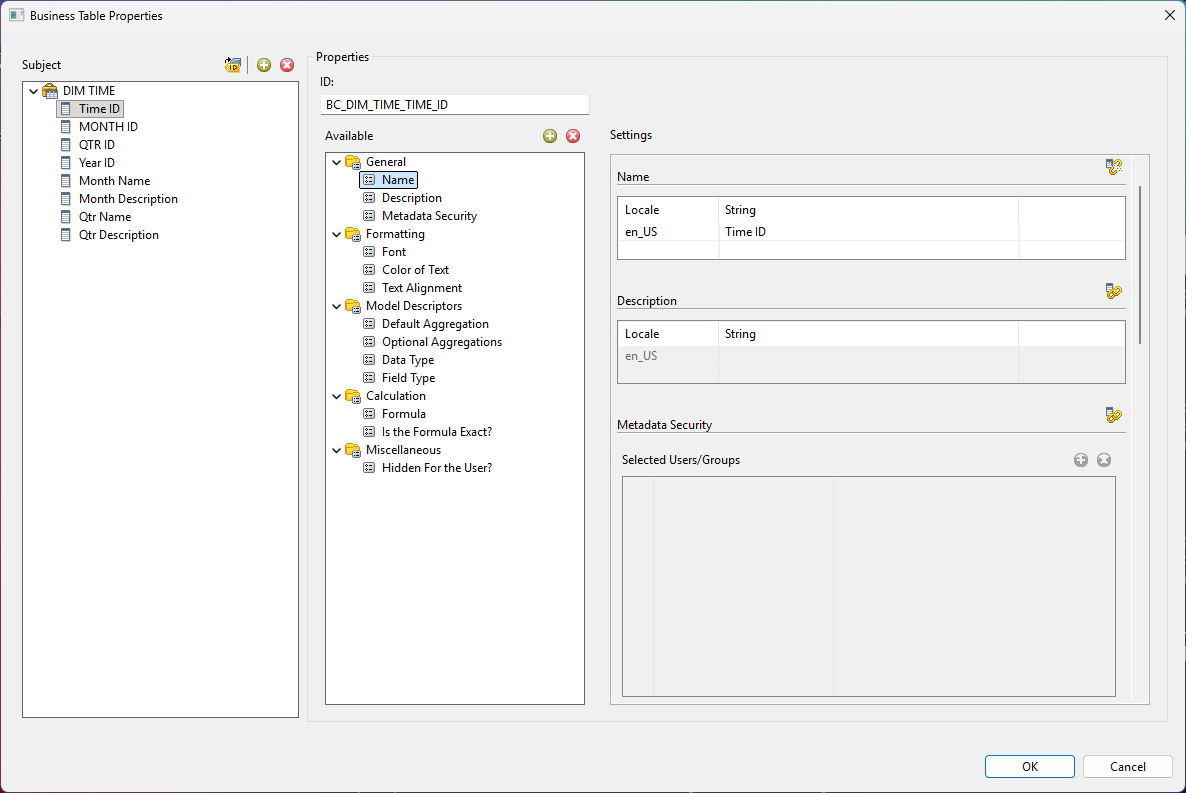 Business Table Properties
Subject
DIM TIME
Time ID
MONTH ID
QTR ID
Year ID
Month Name
Month Description
Qtr Name
Qtr Description
Properties
ID:
BC_DIM_TIME_TIME_ID
Available
General
Name
Description
Metadata Security
Formatting
Font
Color of Text
Text Alignment
Model Descriptors
Default Aggregation
Optional Aggregations
Data Type
Field Type
Calculation
Formula
Is the Formula Exact?
Miscellaneous
Hidden For the User?
Settings
Name
Locale String
en_US Time ID
Description
Locale String
en_US
Metadata Security
Selected Users/Groups
OK Cancel